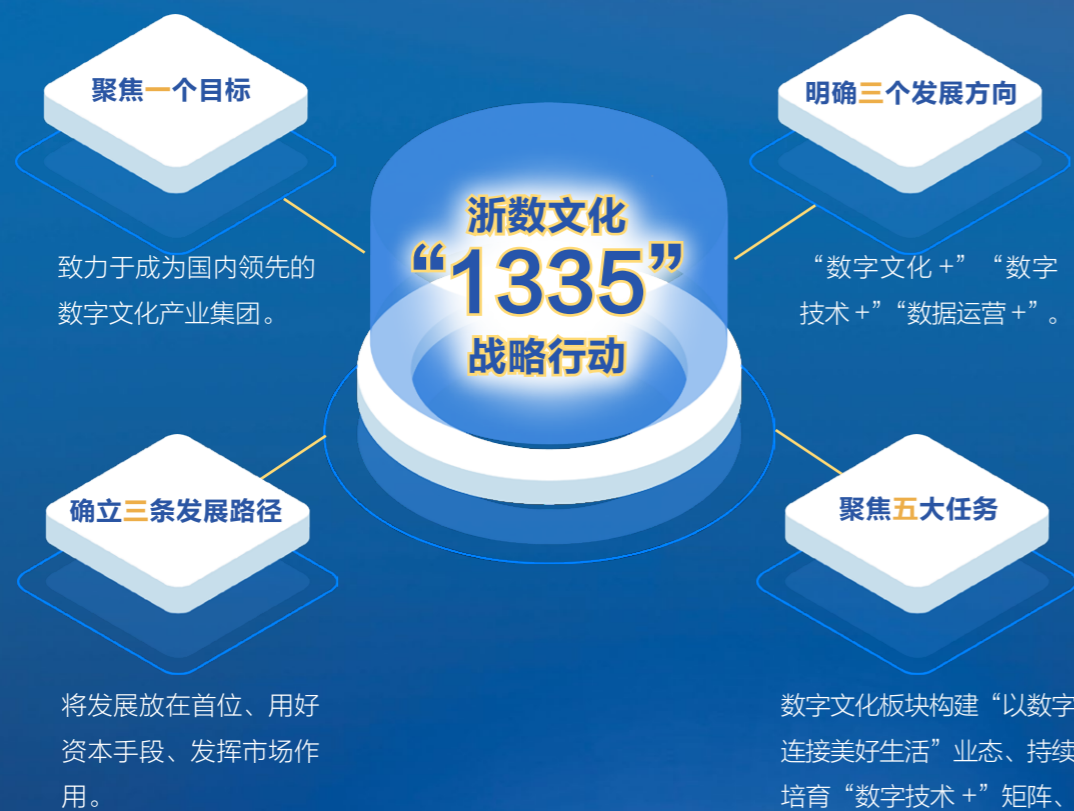 聚焦一个目标
致力于成为国内领先的
数字文化产业集团。
明确三个发展方向
“数字文化+”“数字
技术+”“数据运营+”。
浙数文化
“1335”
战略行动
确立三条发展路径
将发展放在首位、用好
资本手段、发挥市场作
用。
聚焦五大任务
数字文化板块构建“以数字
连接美好生活”业态、持续
培育“数字技术+”矩阵、